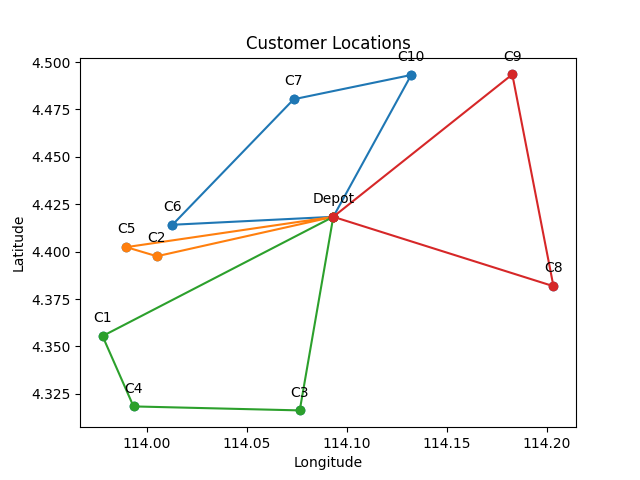 Customer Locations
4.500
4.475
4.450
4.425
4.400
4.375
4.350
4.325
Latitude
C10
C9
C7
C6
Depot
C5
C2
C8
C1
C4
C3
114.00
114.05
114.10
114.15
114.20
Longitude